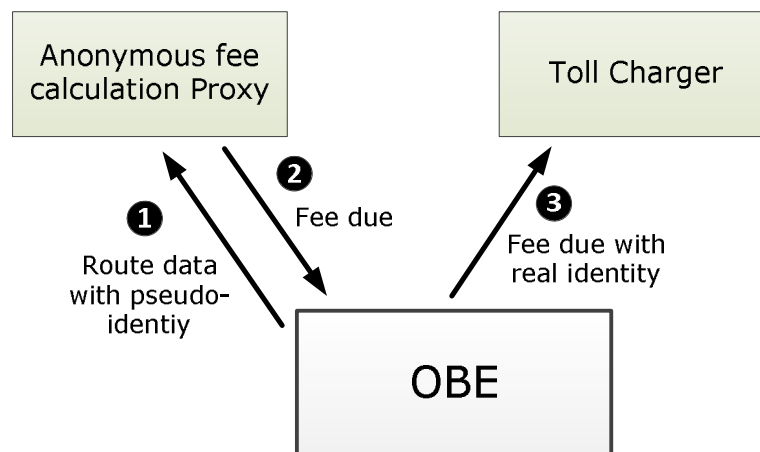 Anonymous fee
calculation Proxy
Toll Charger
2
Fee due
1
Route data
with pseudo-
identiy
3
Fee due with
real identity
OBE